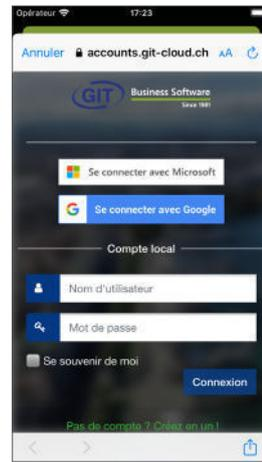 Opérateur 17:23
Annuler accounts.git-cloud.ch AA
GIT Business Software
Since 1981
Se connecter avec Microsoft
G Se connecter avec Google
Compte local
Nom d'utilisateur
Mot de passe
Se souvenir de moi
Connexion
Pas de compte ? Créez en un !